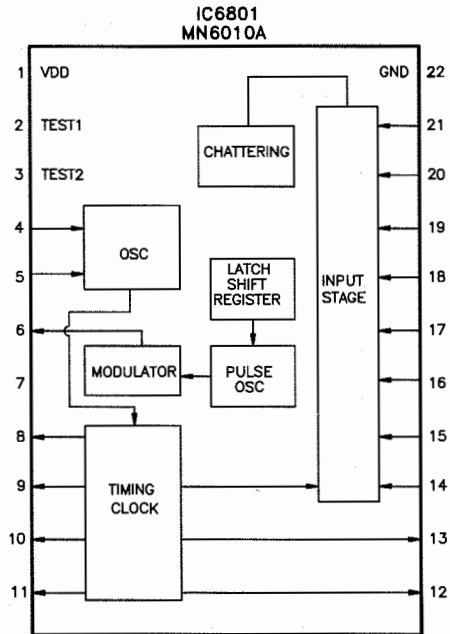 IC6801
MN6010A
1 VDD GND 22
2 TEST1 21
CHATTERING
3 TEST2 20
4 19
OSC
5 18
LATCH
SHIFT
REGISTER
INPUT
STAGE
6 17
MODULATOR
PULSE
OSC
7 16
8 15
9 14
TIMING
CLOCK
10 13
11 12